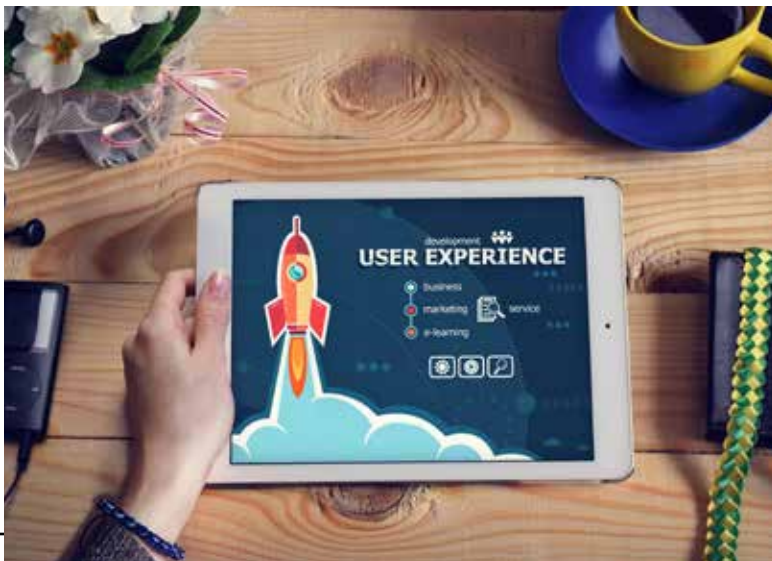 development
USER EXPERIENCE
business
marketing
service
e-learning